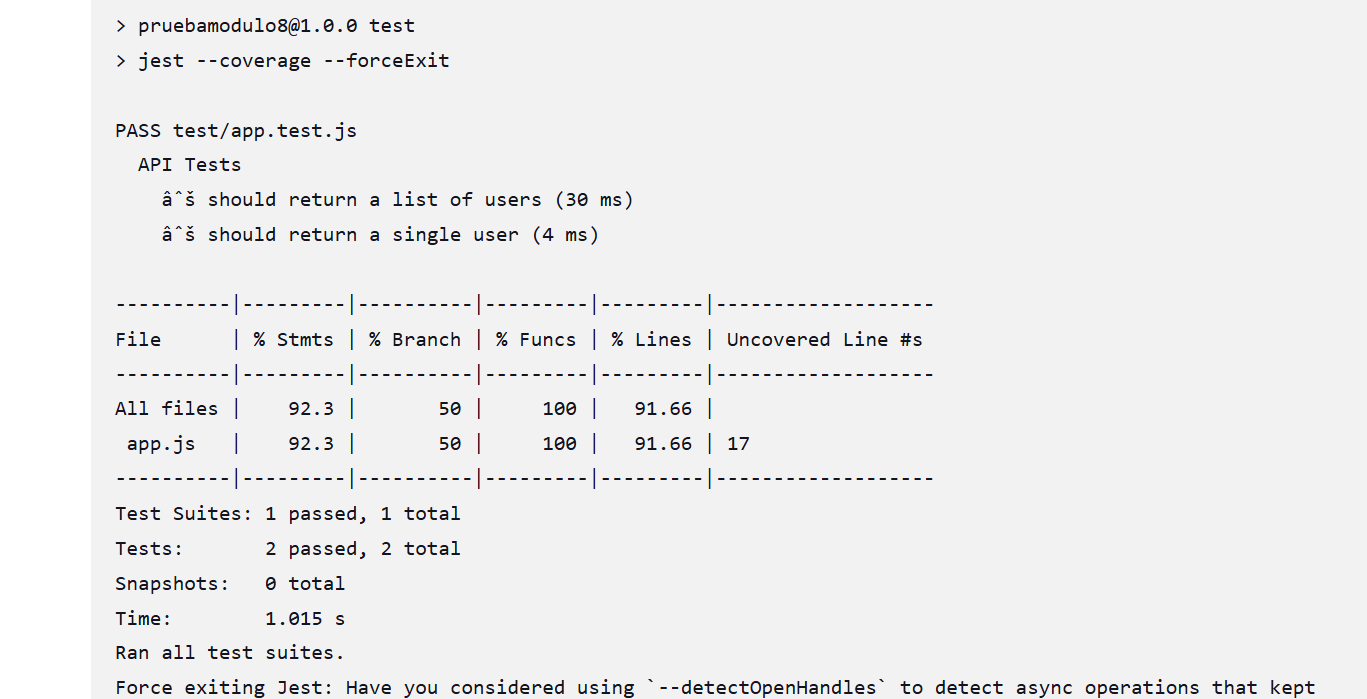 > pruebamodulo8@1.0.0 test
> jest --coverage --forceExit
PASS test/app.test.js
  API Tests
    âˆš should return a list of users (30 ms)
    âˆš should return a single user (4 ms)
----------|---------|----------|---------|---------|-------------------
File      | % Stmts | % Branch | % Funcs | % Lines | Uncovered Line #s
----------|---------|----------|---------|---------|-------------------
All files |    92.3 |       50 |     100 |   91.66 |
 app.js   |    92.3 |       50 |     100 |   91.66 | 17
----------|---------|----------|---------|---------|-------------------
Test Suites: 1 passed, 1 total
Tests:       2 passed, 2 total
Snapshots:   0 total
Time:        1.015 s
Ran all test suites.
Force exiting Jest: Have you considered using `--detectOpenHandles` to detect async operations that kept